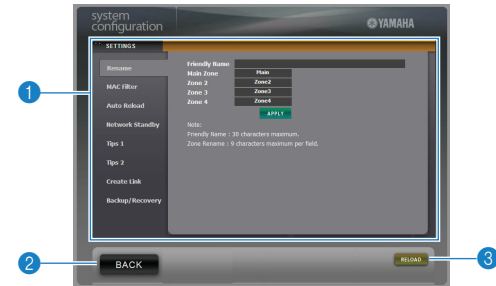 system
configuration
YAMAHA
SETTINGS
Rename
MAC Filter
Auto Reload
Network Standby
Tips 1
Tips 2
Create Link
Backup/Recovery
Friendly Name
Main Zone Main
Zone 2 Zone2
Zone 3 Zone3
Zone 4 Zone4
APPLY
Note:
Friendly Name : 30 characters maximum.
Zone Rename : 9 characters maximum per field.
BACK
RELOAD
1
2
3